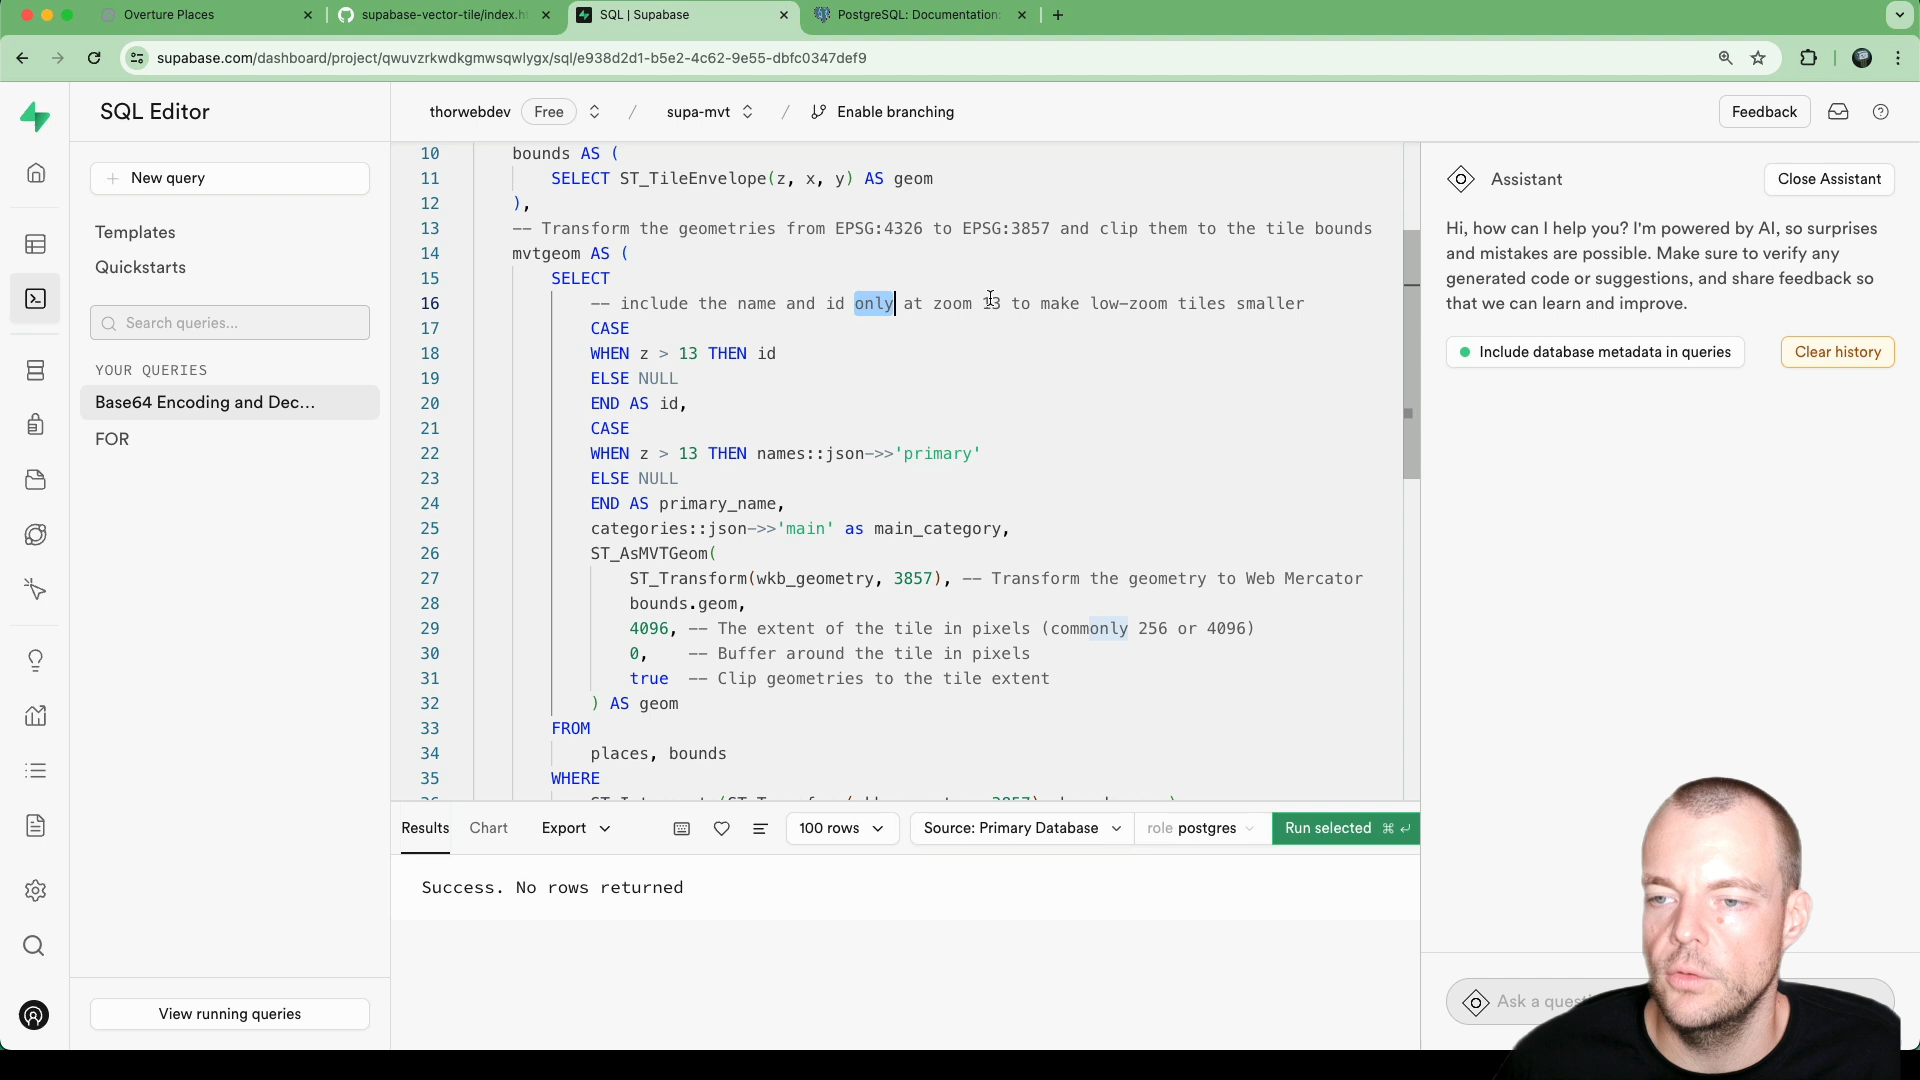 Overture Places
supabase-vector-tile/index.h
SQL | Supabase
PostgreSQL: Documentation:
supabase.com/dashboard/project/qwuvzrkwdkgmwsqwlygx/sql/e938d2d1-b5e2-4c62-9e55-dbfc0347def9
SQL Editor
thorwebdev Free / supa-mvt / Enable branching
Feedback
New query
Templates
Quickstarts
Search queries...
YOUR QUERIES
Base64 Encoding and Dec...
FOR
View running queries
10 bounds AS (
11 SELECT ST_TileEnvelope(z, x, y) AS geom
12 ),
13 -- Transform the geometries from EPSG:4326 to EPSG:3857 and clip them to the tile bounds
14 mvtgeom AS (
15 SELECT
16 -- include the name and id only at zoom 13 to make low-zoom tiles smaller
17 CASE
18 WHEN z > 13 THEN id
19 ELSE NULL
20 END AS id,
21 CASE
22 WHEN z > 13 THEN names::json->>'primary'
23 ELSE NULL
24 END AS primary_name,
25 categories::json->>'main' as main_category,
26 ST_AsMVTGeom(
27 ST_Transform(wkb_geometry, 3857), -- Transform the geometry to Web Mercator
28 bounds.geom,
29 4096, -- The extent of the tile in pixels (commonly 256 or 4096)
30 0, -- Buffer around the tile in pixels
31 true -- Clip geometries to the tile extent
32 ) AS geom
33 FROM
34 places, bounds
35 WHERE
Results Chart Export 100 rows Source: Primary Database role postgres Run selected ⌘ ↵
Success. No rows returned
Assistant
Close Assistant
Hi, how can I help you? I'm powered by AI, so surprises
and mistakes are possible. Make sure to verify any
generated code or suggestions, and share feedback so
that we can learn and improve.
Include database metadata in queries
Clear history
Ask a